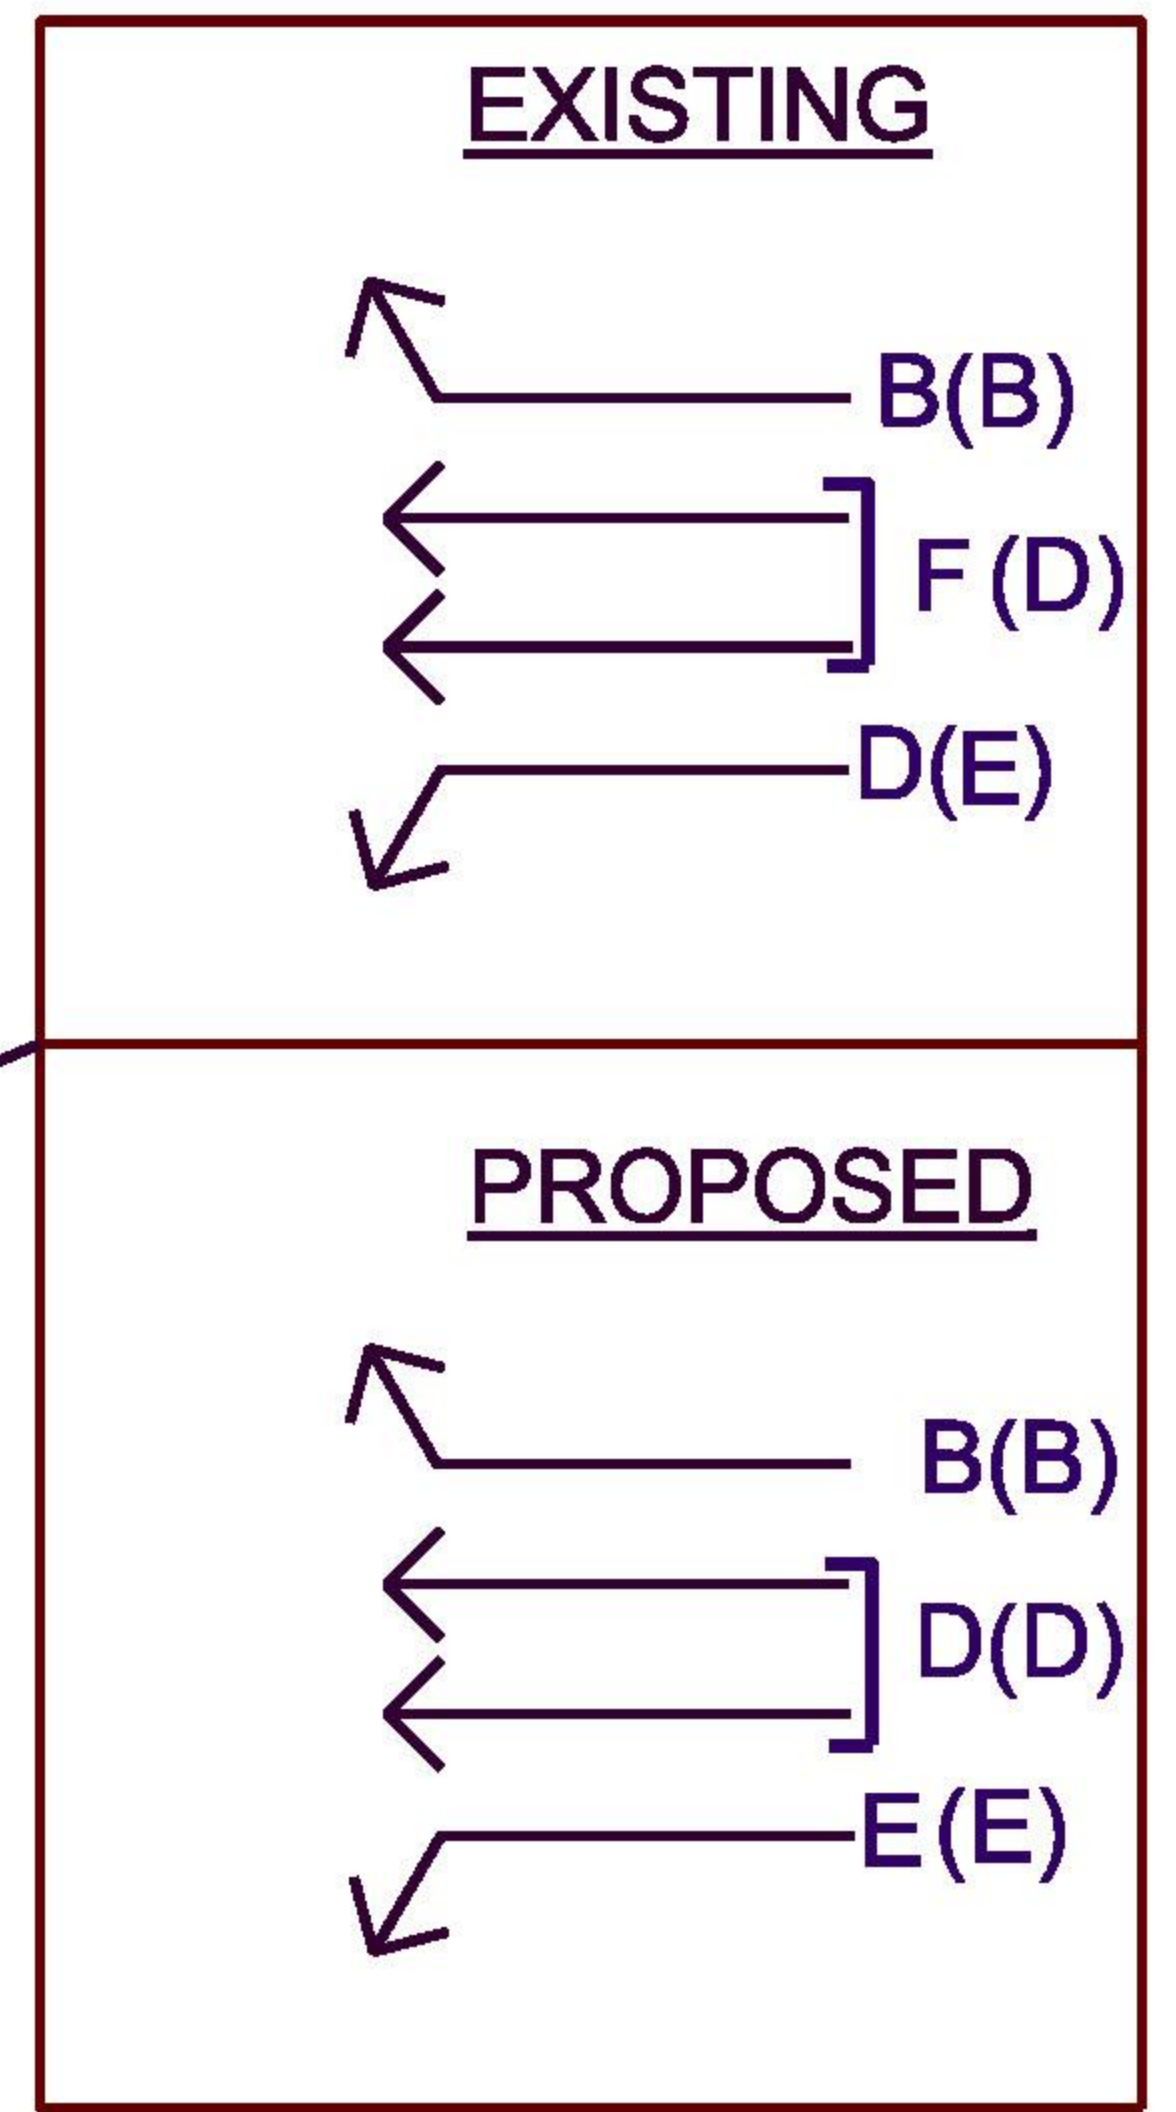 EXISTING
B(B)
F(D)
D(E)
PROPOSED
B(B)
D(D)
E(E)